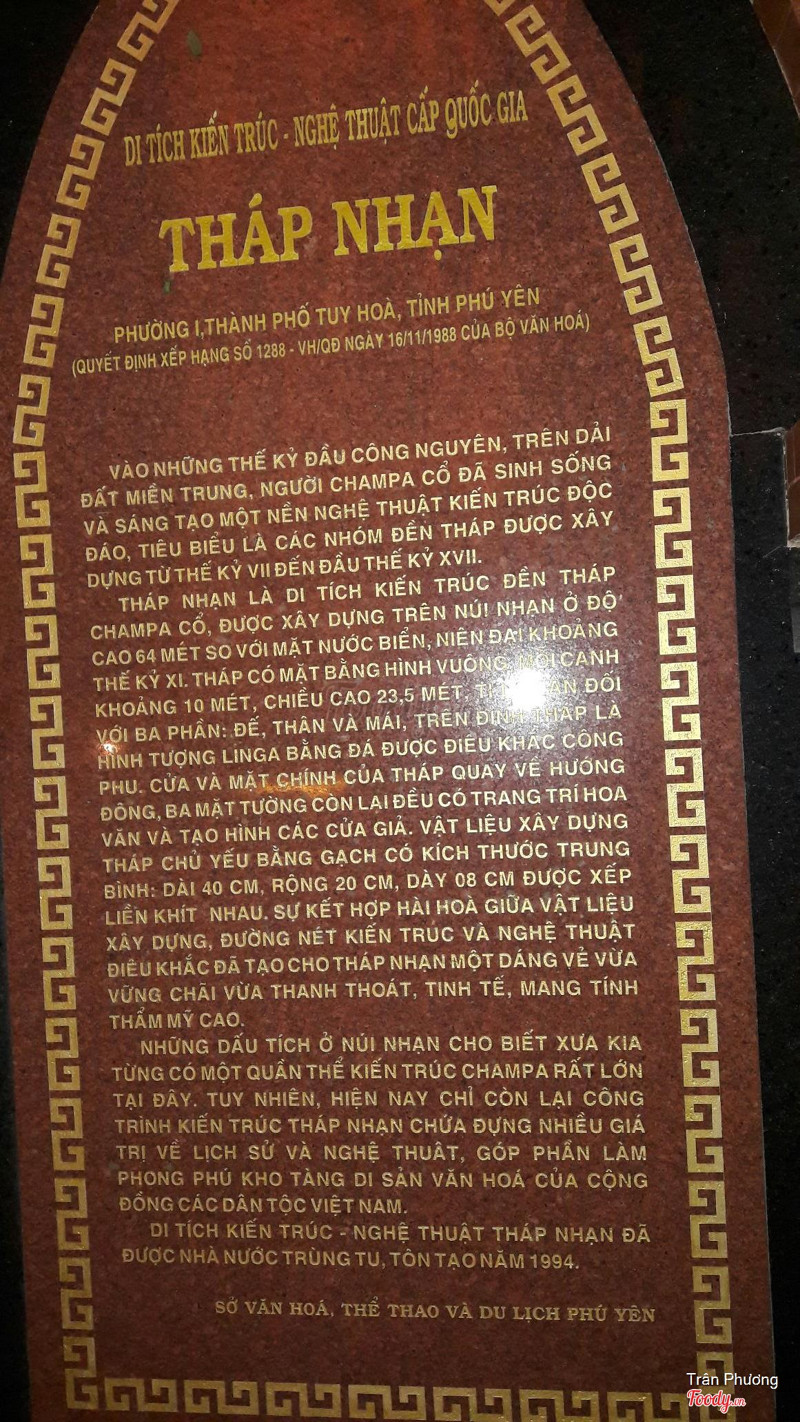 DI TÍCH KIẾN TRÚC - NGHỆ THUẬT CẤP QUỐC GIA
THÁP NHẠN
PHƯỜNG I, THÀNH PHỐ TUY HOÀ, TỈNH PHÚ YÊN
(QUYẾT ĐỊNH XẾP HẠNG SỐ 1288 - VH/QĐ NGÀY 16/11/1988 CỦA BỘ VĂN HOÁ)
VÀO NHỮNG THẾ KỶ ĐẦU CÔNG NGUYÊN, TRÊN DẢI
ĐẤT MIỀN TRUNG, NGƯỜI CHAMPA CỔ ĐÃ SINH SỐNG
VÀ SÁNG TẠO MỘT NỀN NGHỆ THUẬT KIẾN TRÚC ĐỘC
ĐÁO, TIÊU BIỂU LÀ CÁC NHÓM ĐỀN THÁP ĐƯỢC XÂY
DỰNG TỪ THẾ KỶ VII ĐẾN ĐẦU THẾ KỶ XVII.
THÁP NHẠN LÀ DI TÍCH KIẾN TRÚC ĐỀN THÁP
CHAMPA CỔ, ĐƯỢC XÂY DỰNG TRÊN NÚI NHẠN Ở ĐỘ
CAO 64 MÉT SO VỚI MẶT NƯỚC BIỂN, NIÊN ĐẠI KHOẢNG
THẾ KỶ XI. THÁP CÓ MẶT BẰNG HÌNH VUÔNG, MỖI CẠNH
KHOẢNG 10 MÉT, CHIỀU CAO 23,5 MÉT, ĐỐI
VỚI BA PHẦN: ĐẾ, THÂN VÀ MÁI, TRÊN ĐỈNH THÁP LÀ
HÌNH TƯỢNG LINGA BẰNG ĐÁ ĐƯỢC ĐIÊU KHẮC CÔNG
PHU. CỬA VÀ MẶT CHÍNH CỦA THÁP QUAY VỀ HƯỚNG
ĐÔNG, BA MẶT TƯỜNG CÒN LẠI ĐỀU CÓ TRANG TRÍ HOA
VĂN VÀ TẠO HÌNH CÁC CỬA GIẢ. VẬT LIỆU XÂY DỰNG
THÁP CHỦ YẾU BẰNG GẠCH CÓ KÍCH THƯỚC TRUNG
BÌNH: DÀI 40 CM, RỘNG 20 CM, DÀY 08 CM ĐƯỢC XẾP
LIỀN KHÍT NHAU. SỰ KẾT HỢP HÀI HOÀ GIỮA VẬT LIỆU
XÂY DỰNG, ĐƯỜNG NÉT KIẾN TRÚC VÀ NGHỆ THUẬT
ĐIÊU KHẮC ĐÃ TẠO CHO THÁP NHẠN MỘT DÁNG VẺ VỪA
VỮNG CHÃI VỪA THANH THOÁT, TINH TẾ, MANG TÍNH
THẨM MỸ CAO.
NHỮNG DẤU TÍCH Ở NÚI NHẠN CHO BIẾT XƯA KIA
TỪNG CÓ MỘT QUẦN THỂ KIẾN TRÚC CHAMPA RẤT LỚN
TẠI ĐÂY. TUY NHIÊN, HIỆN NAY CHỈ CÒN LẠI CÔNG
TRÌNH KIẾN TRÚC THÁP NHẠN CHỨA ĐỰNG NHIỀU GIÁ
TRỊ VỀ LỊCH SỬ VÀ NGHỆ THUÂT, GÓP PHẦN LÀM
PHONG PHÚ KHO TÀNG DI SẢN VĂN HOÁ CỦA CỘNG
ĐỒNG CÁC DÂN TỘC VIỆT NAM.
DI TÍCH KIẾN TRÚC - NGHỆ THUẬT THÁP NHẠN ĐÃ
ĐƯỢC NHÀ NƯỚC TRÙNG TU, TÔN TẠO NĂM 1994.
SỞ VĂN HOÁ, THỂ THAO VÀ DU LỊCH PHÚ YÊN
Trân Phương
Foody.vn